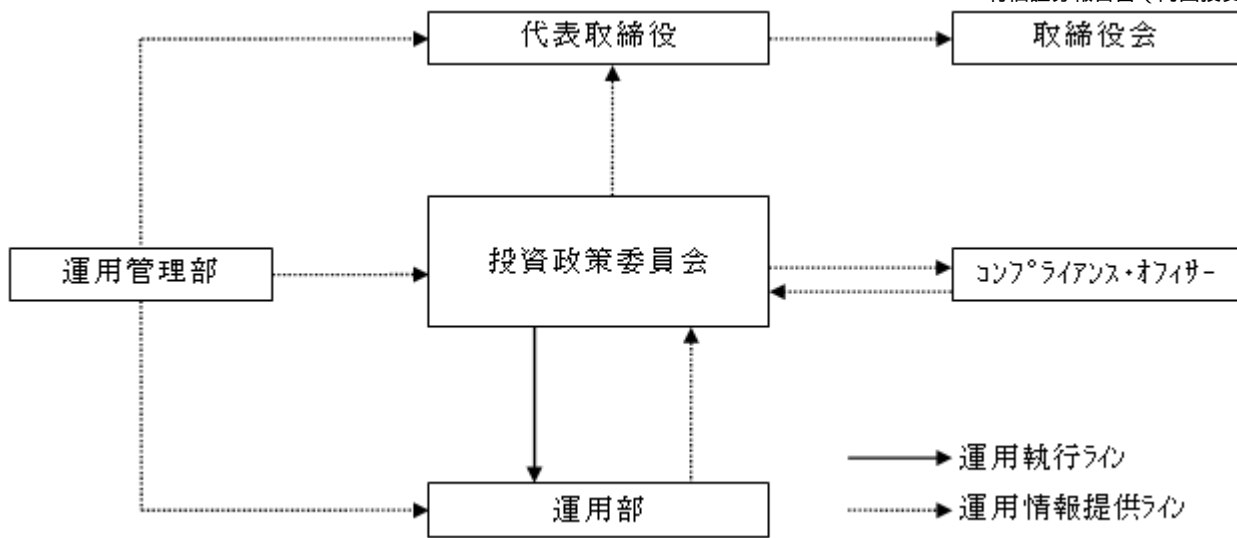 代表取締役
取締役会
運用管理部
投資政策委員会
コンプライアンス・オフィサー
運用部
運用執行ライン
運用情報提供ライン